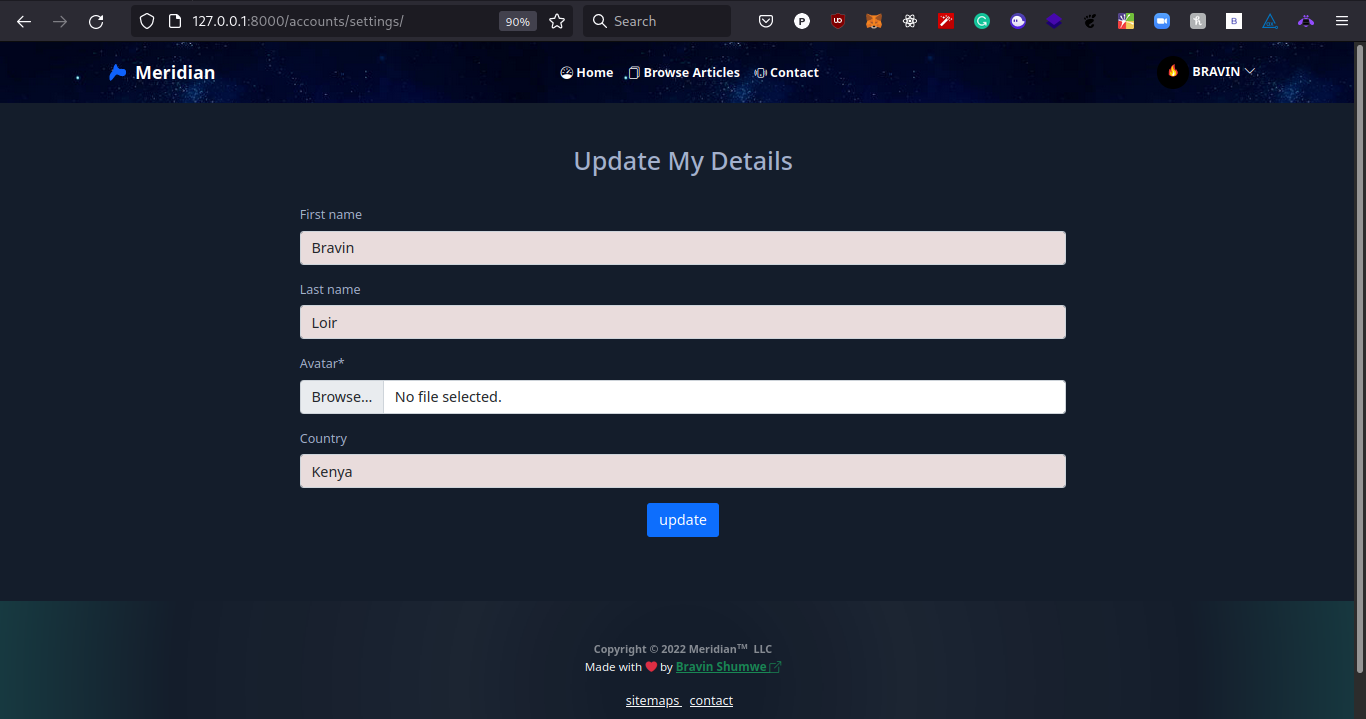 127.0.0.1:8000/accounts/settings/ 90% Search
Meridian Home Browse Articles Contact BRAVIN
Update My Details
First name
Bravin
Last name
Loir
Avatar*
Browse... No file selected.
Country
Kenya
update
Copyright © 2022 Meridian™ LLC
Made with ❤ by Bravin Shumwe
sitemaps contact